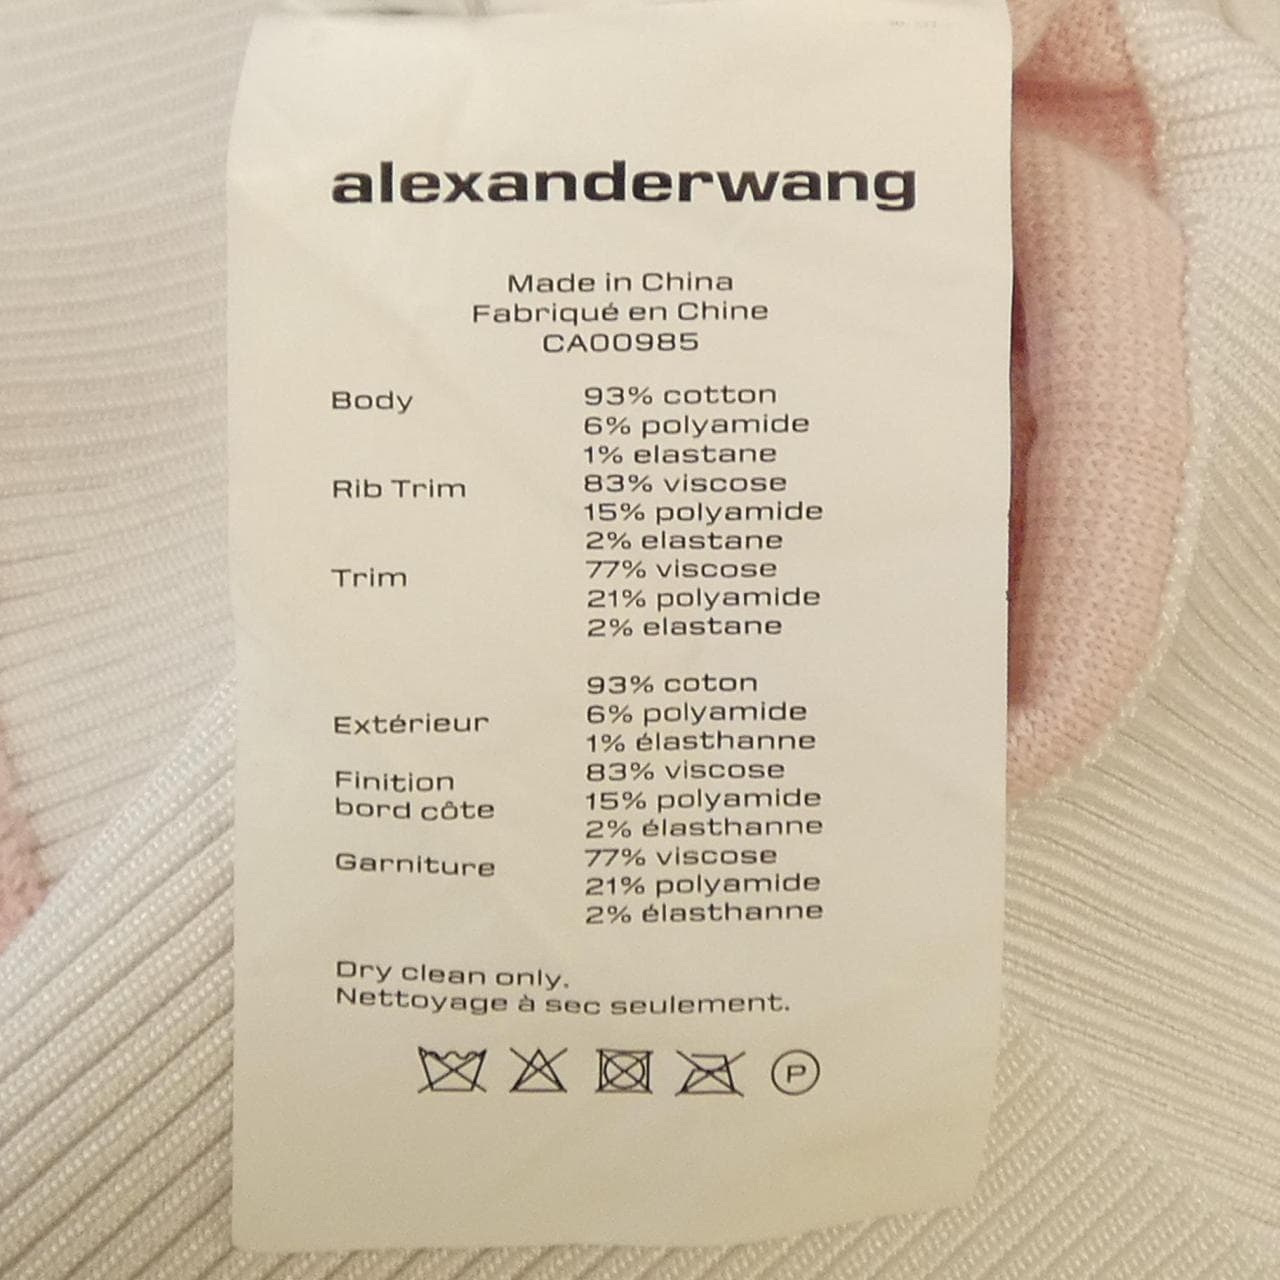 alexanderwang
Made in China
Fabriqué en Chine
CA00985
Body 93% cotton
6% polyamide
1% elastane
Rib Trim 83% viscose
15% polyamide
2% elastane
Trim 77% viscose
21% polyamide
2% elastane
93% coton
Extérieur 6% polyamide
1% élasthanne
Finition 83% viscose
bord côte 15% polyamide
2% élasthanne
Garniture 77% viscose
21% polyamide
2% élasthanne
Dry clean only.
Nettoyage à sec seulement.
P